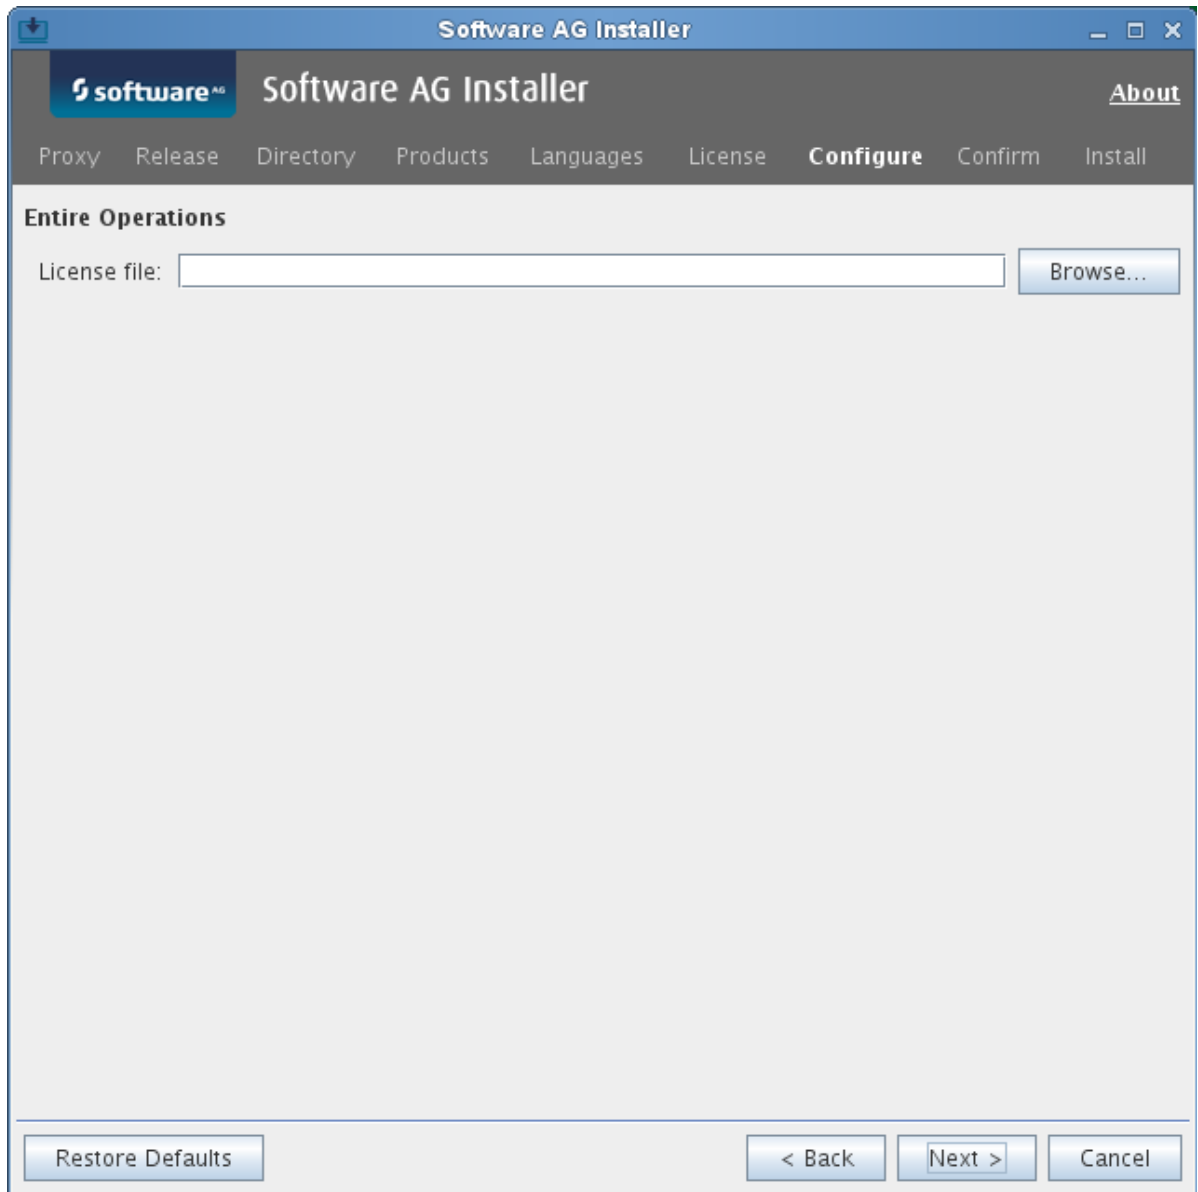 Software AG Installer
software AG Software AG Installer About
Proxy Release Directory Products Languages License Configure Confirm Install
Entire Operations
License file: Browse...
Restore Defaults < Back Next > Cancel